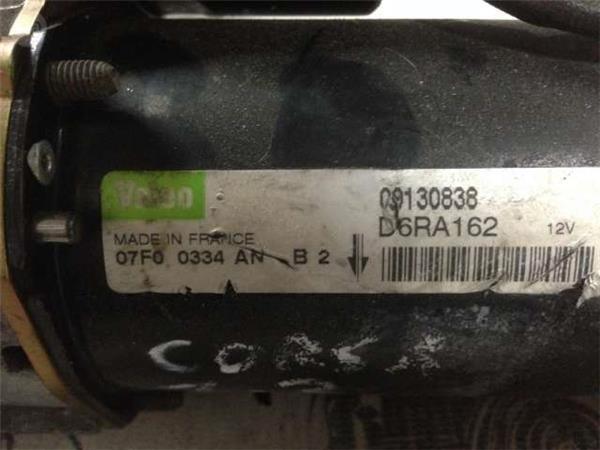 Valeo
09130838
D6RA162 12V
MADE IN FRANCE
07F0 0334 AN B 2